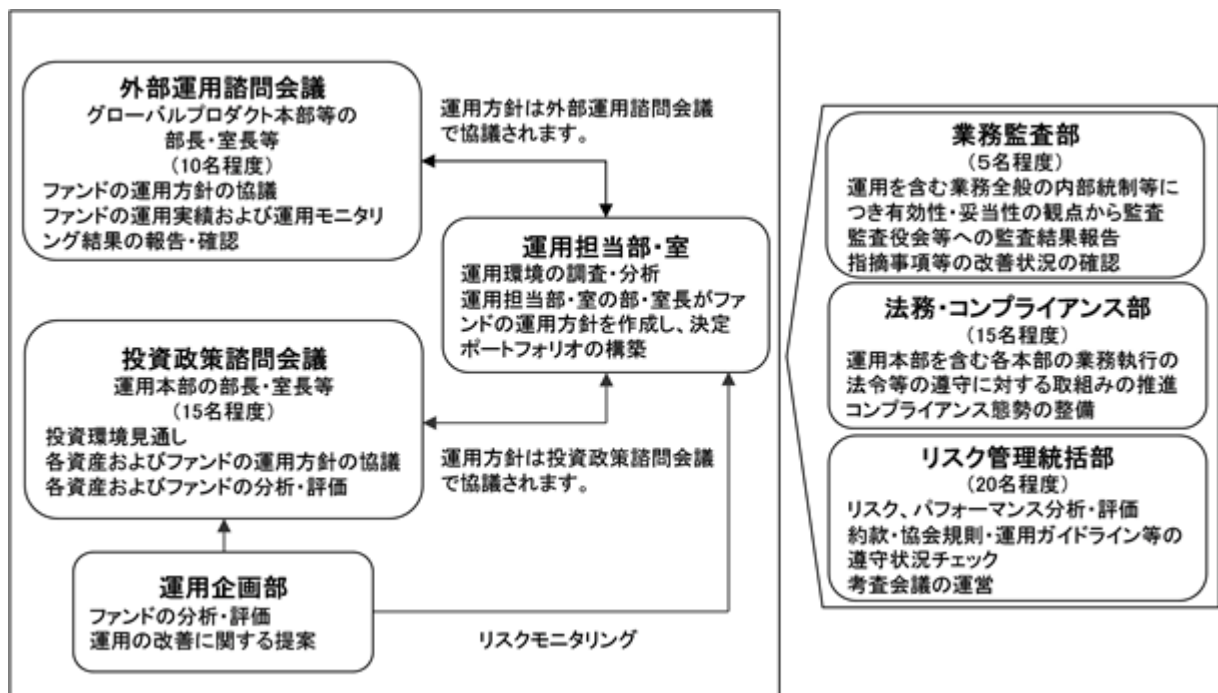 外部運用諮問会議
グローバルプロダクト本部等の
部長・室長等
(10名程度)
ファンドの運用方針の協議
ファンドの運用実績および運用モニタリ
ング結果の報告・確認
運用方針は外部運用諮問会議
で協議されます。
運用担当部・室
運用環境の調査・分析
運用担当部・室の部・室長がファ
ンドの運用方針を作成し、決定
ポートフォリオの構築
投資政策諮問会議
運用本部の部長・室長等
(15名程度)
投資環境見通し
各資産およびファンドの運用方針の協議
各資産およびファンドの分析・評価
運用方針は投資政策諮問会議
で協議されます。
運用企画部
ファンドの分析・評価
運用の改善に関する提案
リスクモニタリング
業務監査部
(5名程度)
運用を含む業務全般の内部統制等に
つき有効性・妥当性の観点から監査
監査役会等への監査結果報告
指摘事項等の改善状況の確認
法務・コンプライアンス部
(15名程度)
運用本部を含む各本部の業務執行の
法令等の遵守に対する取組みの推進
コンプライアンス態勢の整備
リスク管理統括部
(20名程度)
リスク、パフォーマンス分析・評価
約款・協会規則・運用ガイドライン等の
遵守状況チェック
考査会議の運営